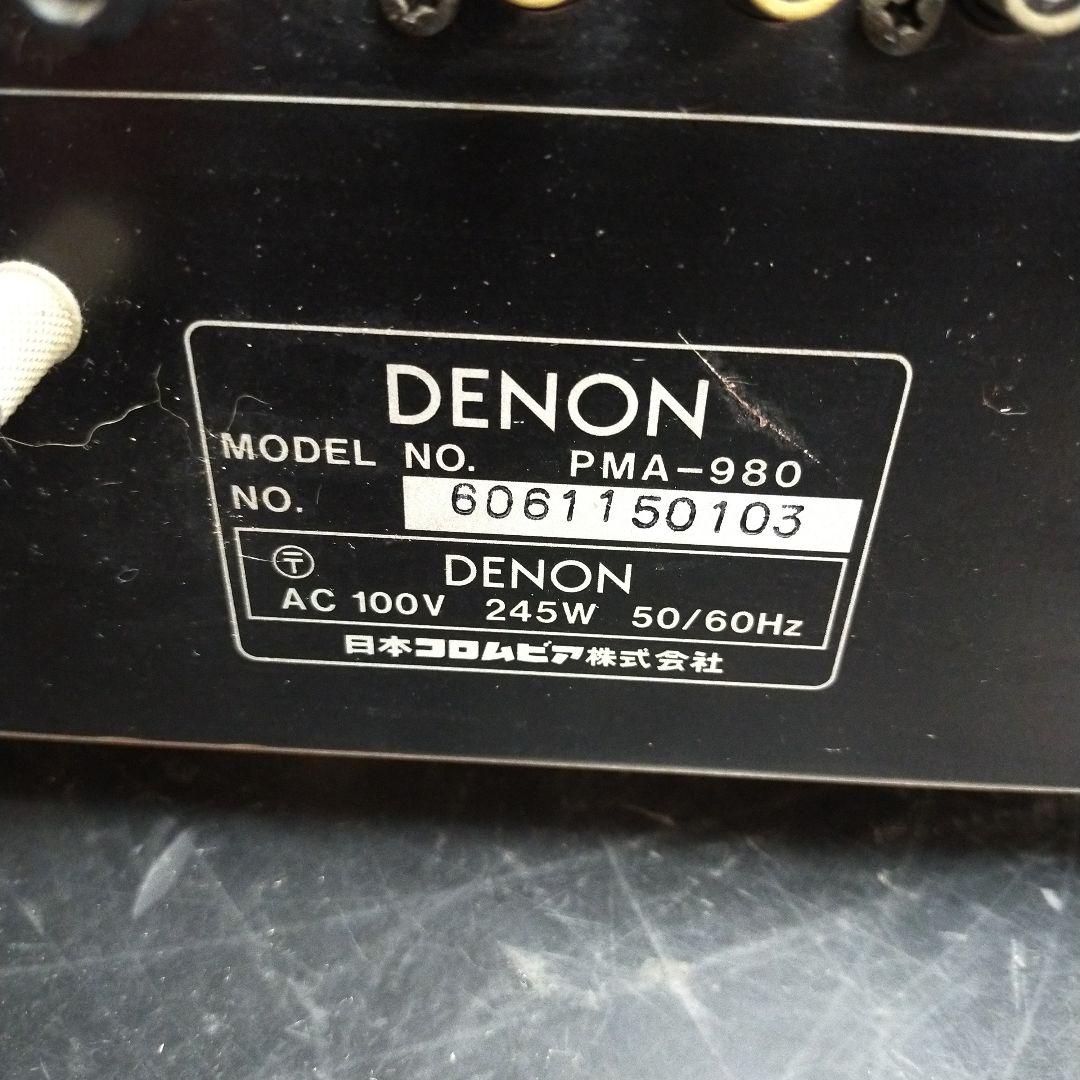 DENON
MODEL NO. PMA-980
NO. 6061150103
〒 DENON
AC 100V 245W 50/60Hz
日本コロムビア株式会社